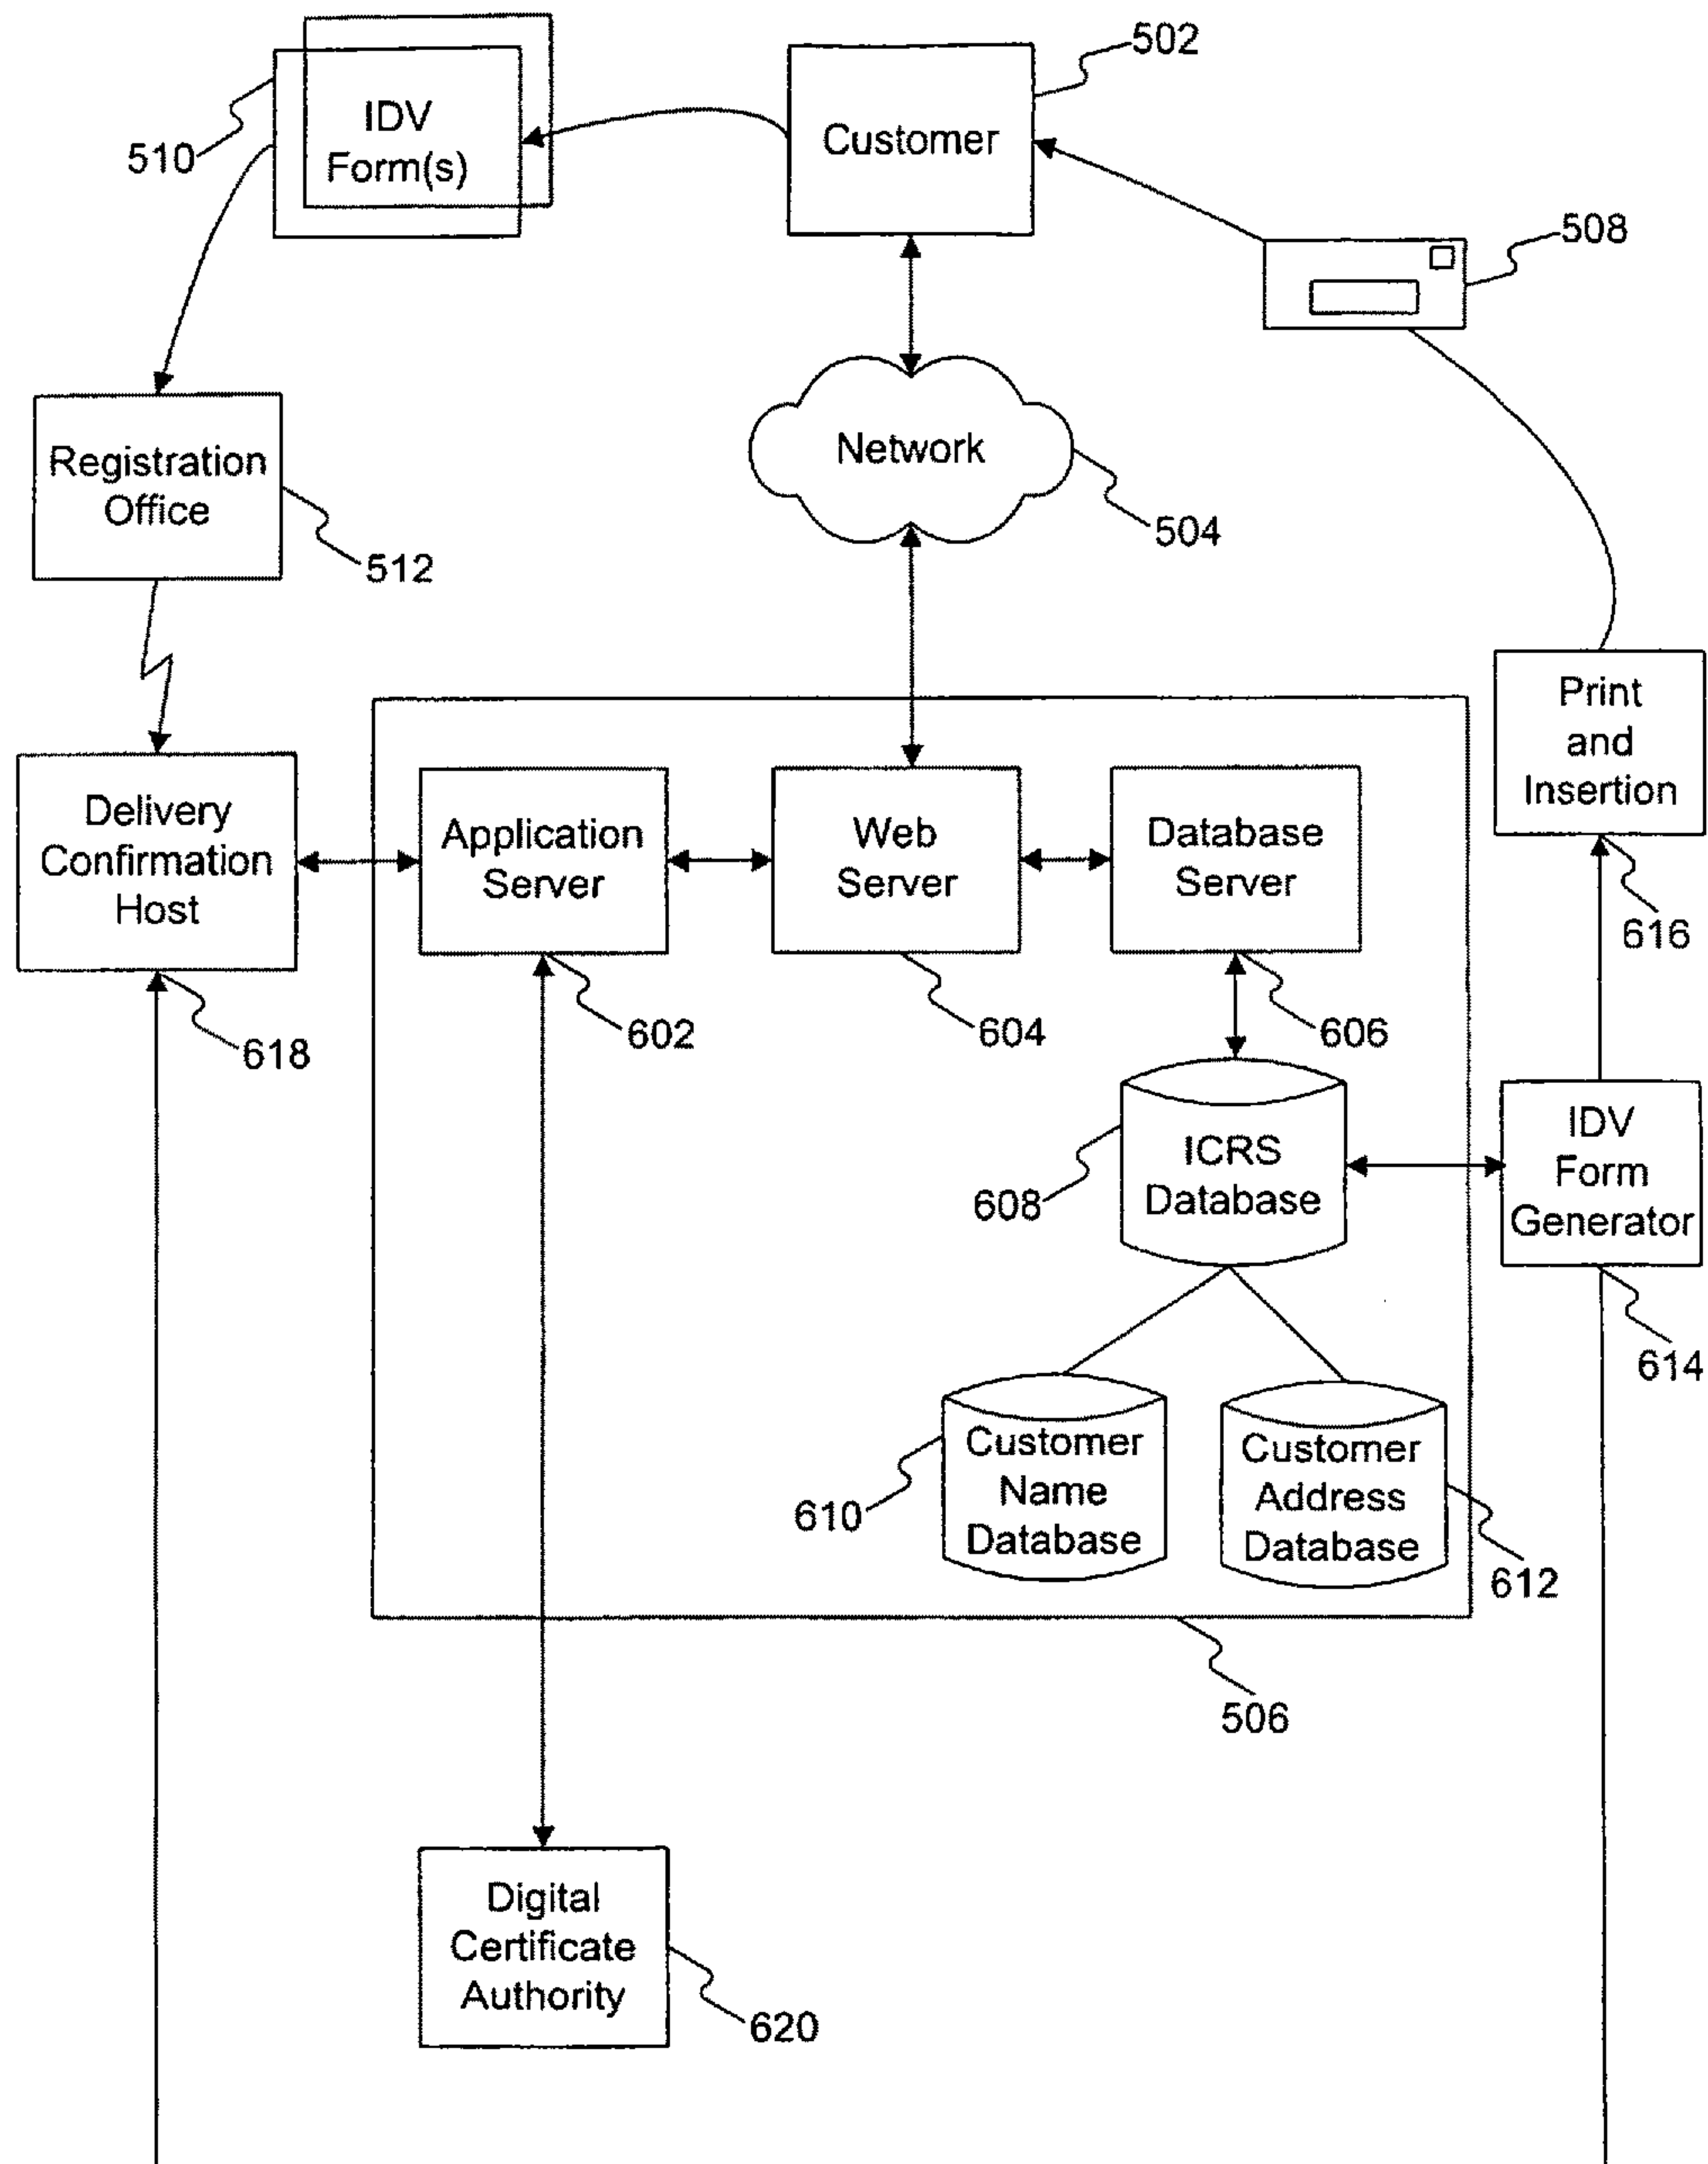 502
IDV
Form(s)
510
Customer
508
Network
504
Registration
Office
512
Print
and
Insertion
616
Delivery
Confirmation
Host
618
Application
Server
602
Web
Server
604
Database
Server
606
ICRS
Database
608
IDV
Form
Generator
614
Customer
Name
Database
610
Customer
Address
Database
612
506
Digital
Certificate
Authority
620